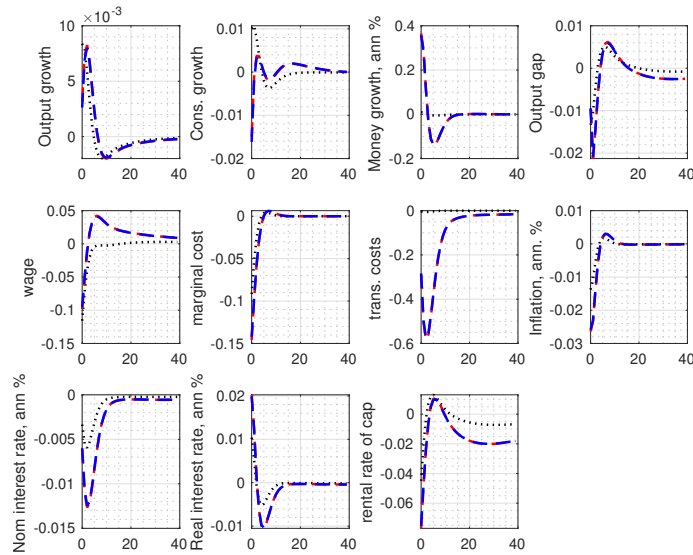 ×10⁻³
10
5
0
Output growth
0 20 40
0.01
0
-0.01
-0.02
Cons. growth
0 20 40
0.4
0.2
0
-0.2
Money growth, ann %
0 20 40
0.01
0
-0.01
-0.02
Output gap
0 20 40
0.05
0
-0.05
-0.1
-0.15
wage
0 20 40
0
-0.05
-0.1
-0.15
marginal cost
0 20 40
0
-0.2
-0.4
-0.6
trans. costs
0 20 40
0.01
0
-0.01
-0.02
-0.03
Inflation, ann. %
0 20 40
0
-0.005
-0.01
-0.015
Nom interest rate, ann %
0 20 40
0.02
0.01
0
-0.01
Real interest rate, ann %
0 20 40
0
-0.02
-0.04
-0.06
rental rate of cap
0 20 40